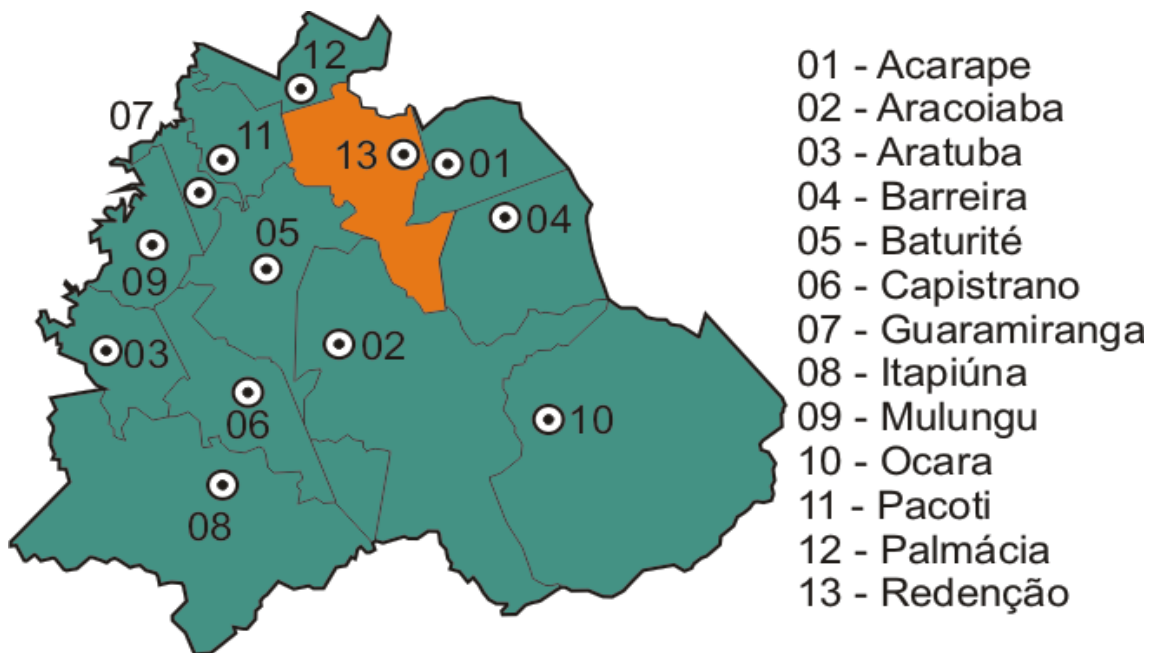 12
07
11
13
01
04
05
09
02
03
06
10
08
01 - Acarape
02 - Aracoiaba
03 - Aratuba
04 - Barreira
05 - Baturité
06 - Capistrano
07 - Guaramiranga
08 - Itapiúna
09 - Mulungu
10 - Ocara
11 - Pacoti
12 - Palmácia
13 - Redenção